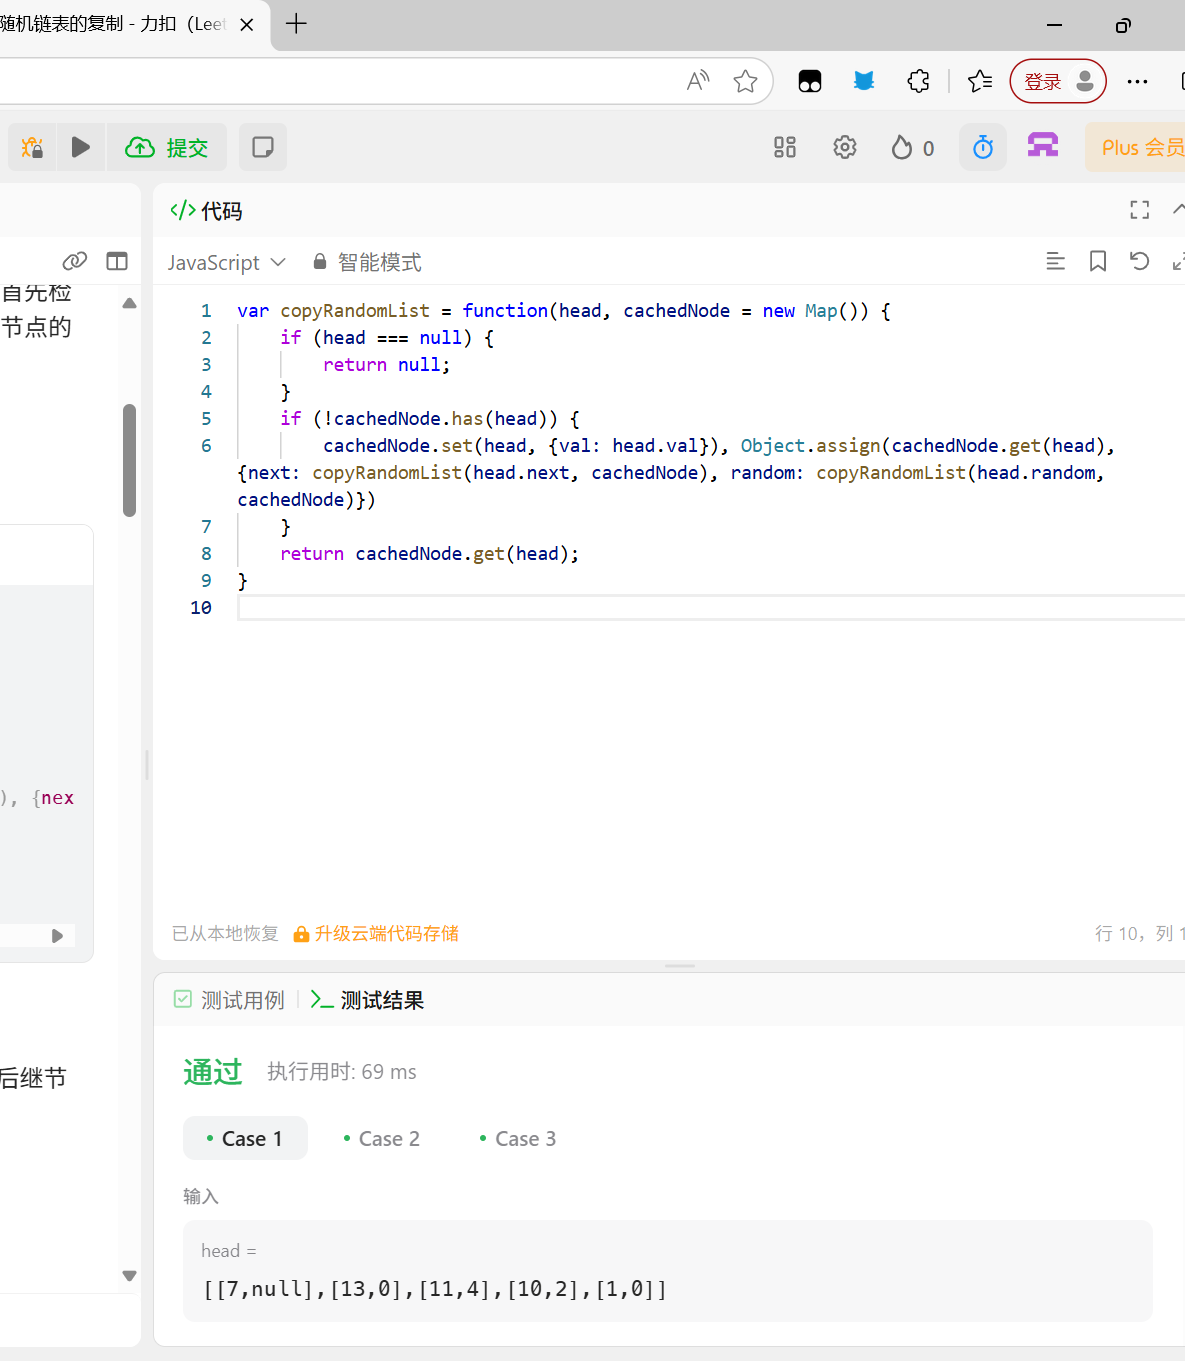 随机链表的复制 - 力扣（Leet
登录
提交
0
Plus 会员
代码
JavaScript
智能模式
首先检
节点的
1 var copyRandomList = function(head, cachedNode = new Map()) {
2 if (head === null) {
3 return null;
4 }
5 if (!cachedNode.has(head)) {
6 cachedNode.set(head, {val: head.val}), Object.assign(cachedNode.get(head),
{next: copyRandomList(head.next, cachedNode), random: copyRandomList(head.random,
cachedNode)})
7 }
8 return cachedNode.get(head);
9 }
10
), {nex
后继节
已从本地恢复 升级云端代码存储 行 10，列 1
测试用例 测试结果
通过 执行用时: 69 ms
Case 1 Case 2 Case 3
输入
head =
[[7,null],[13,0],[11,4],[10,2],[1,0]]